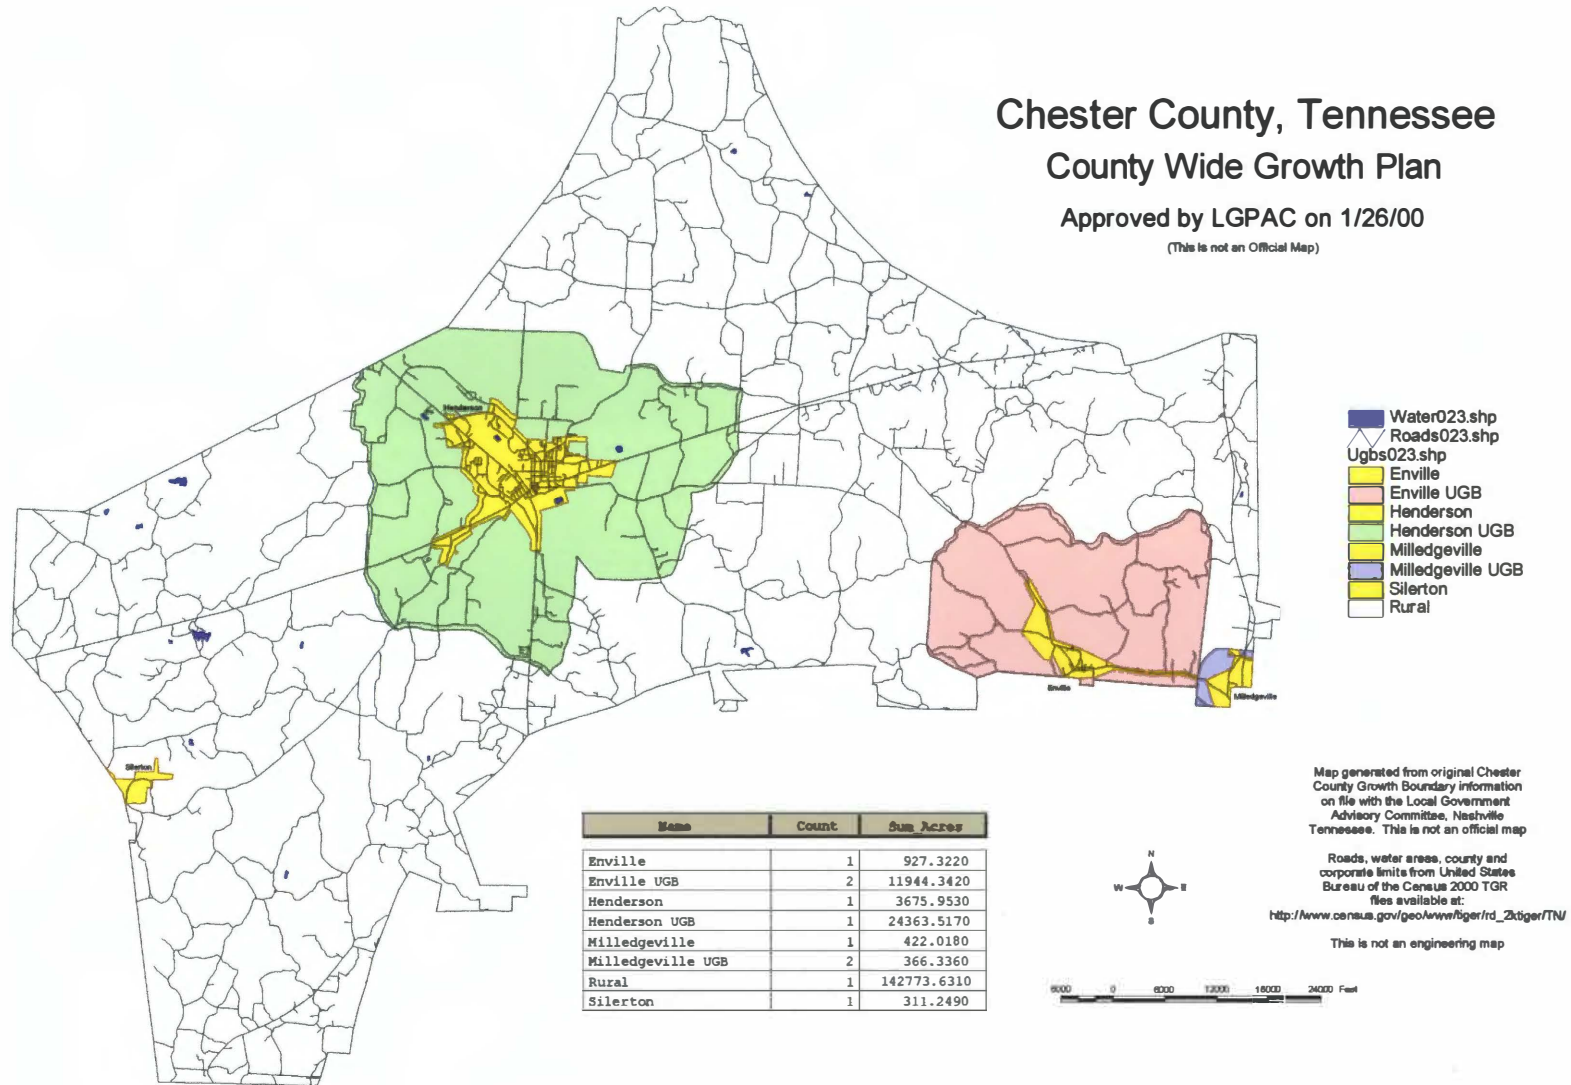 Chester County, Tennessee
County Wide Growth Plan
Approved by LGPAC on 1/26/00
(This is not an Official Map)
Henderson
Water023.shp
Roads023.shp
Ugbs023.shp
Enville
Enville UGB
Henderson
Henderson UGB
Milledgeville
Milledgeville UGB
Silerton
Rural
Enville
Milledgeville
Silerton
Map generated from original Chester
County Growth Boundary information
on file with the Local Government
Advisory Committee, Nashville
Tennessee. This is not an official map
Roads, water areas, county and
corporate limits from United States
Bureau of the Census 2000 TGR
files available at:
http://www.census.gov/geo/www/tiger/rd_2ktiger/TN/
This is not an engineering map
Name Count Sum_Acres
Enville 1 927.3220
Enville UGB 2 11944.3420
Henderson 1 3675.9530
Henderson UGB 1 24363.5170
Milledgeville 1 422.0180
Milledgeville UGB 2 366.3360
Rural 1 142773.6310
Silerton 1 311.2490
N
W E
S
6000 0 6000 12000 18000 24000 Feet